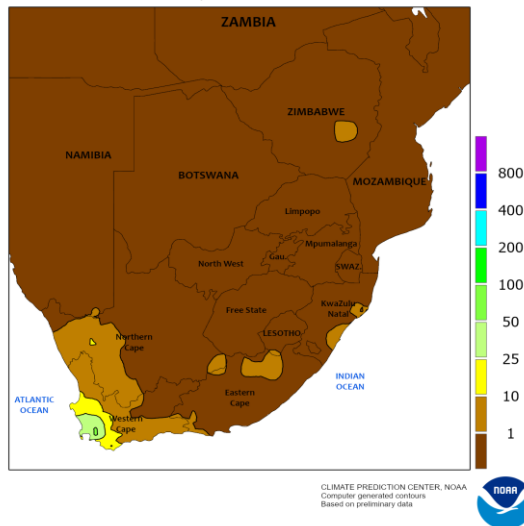 ZAMBIA
ZIMBABWE
NAMIBIA
BOTSWANA
MOZAMBIQUE
Limpopo
Mpumalanga
North West
Gau.
SWAZ.
Free State
KwaZulu
Natal
LESOTHO
Northern
Cape
Eastern
Cape
Western
Cape
ATLANTIC
OCEAN
INDIAN
OCEAN
800
400
200
100
50
25
10
1
CLIMATE PREDICTION CENTER, NOAA
Computer generated contours
Based on preliminary data
NOAA